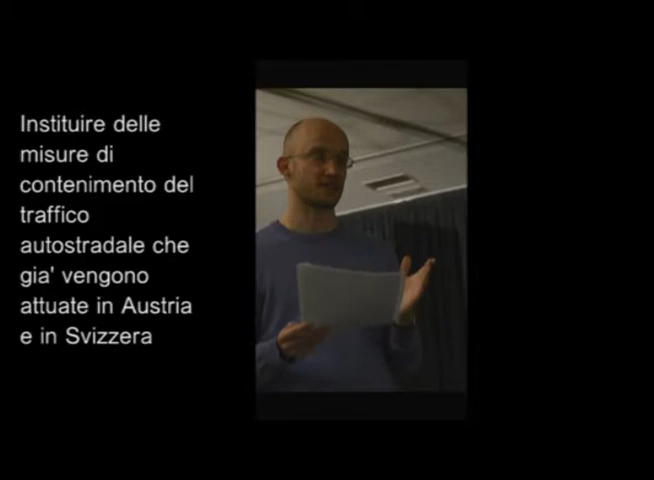 Instituire delle
misure di
contenimento del
traffico
autostradale che
gia' vengono
attuate in Austria
e in Svizzera